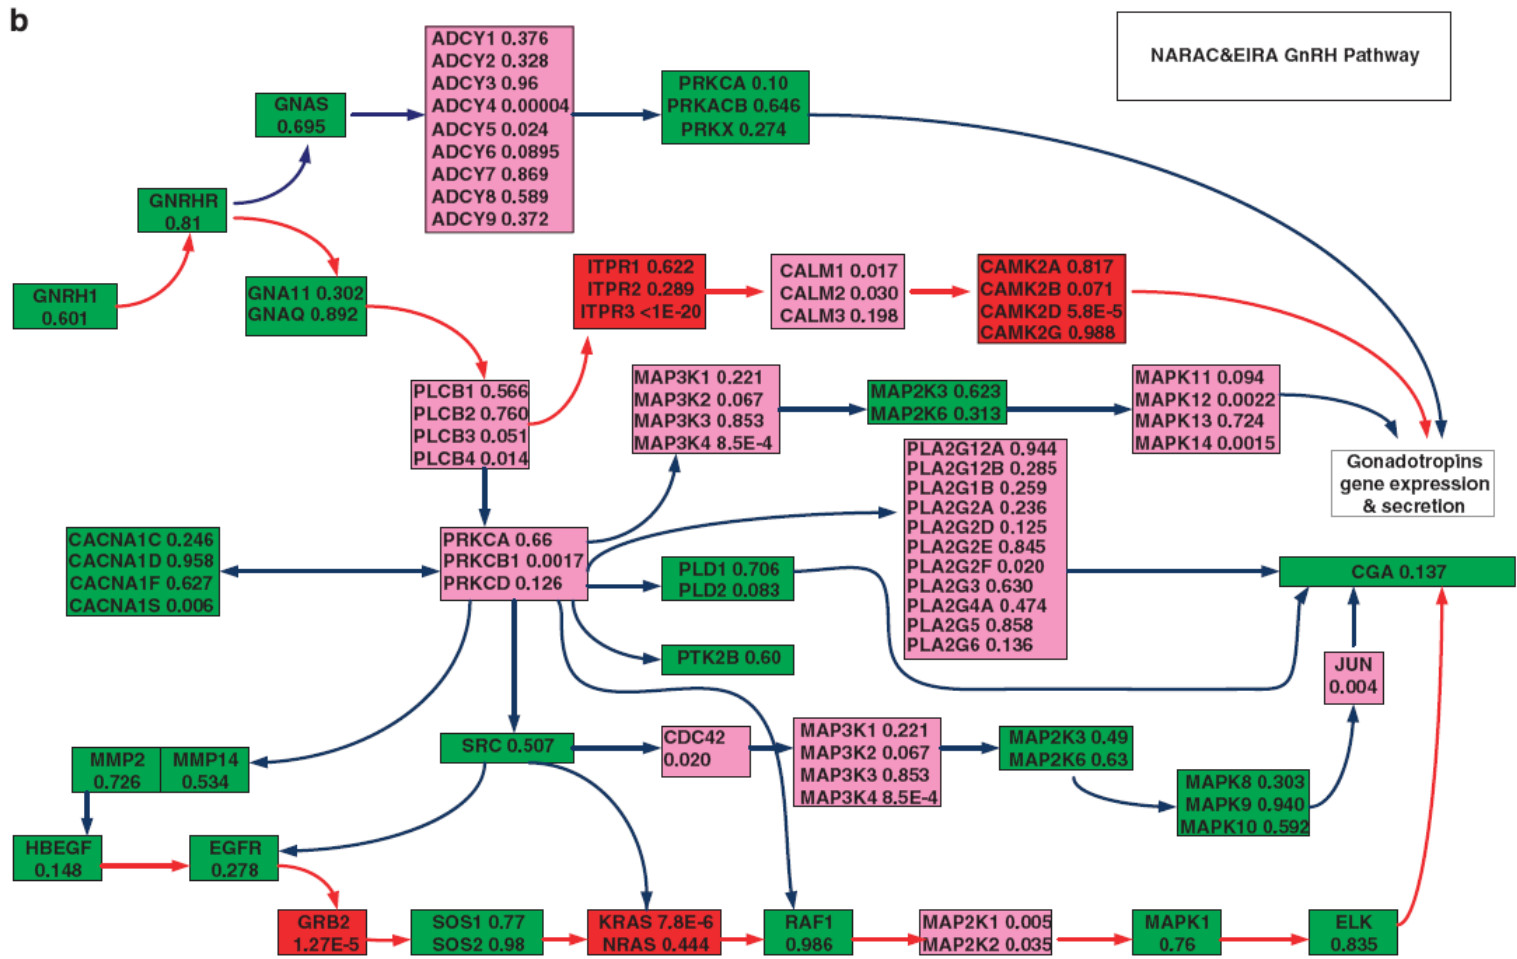 b
NARAC&EIRA GnRH Pathway
ADCY1 0.376
ADCY2 0.328
ADCY3 0.96
ADCY4 0.00004
ADCY5 0.024
ADCY6 0.0895
ADCY7 0.869
ADCY8 0.589
ADCY9 0.372
PRKCA 0.10
PRKACB 0.646
PRKX 0.274
GNAS
0.695
GNRHR
0.81
GNRH1
0.601
GNA11 0.302
GNAQ 0.892
ITPR1 0.622
ITPR2 0.289
ITPR3 <1E-20
CALM1 0.017
CALM2 0.030
CALM3 0.198
CAMK2A 0.817
CAMK2B 0.071
CAMK2D 5.8E-5
CAMK2G 0.988
PLCB1 0.566
PLCB2 0.760
PLCB3 0.051
PLCB4 0.014
MAP3K1 0.221
MAP3K2 0.067
MAP3K3 0.853
MAP3K4 8.5E-4
MAP2K3 0.623
MAP2K6 0.313
MAPK11 0.094
MAPK12 0.0022
MAPK13 0.724
MAPK14 0.0015
Gonadotropins
gene expression
& secretion
PLA2G12A 0.944
PLA2G12B 0.285
PLA2G1B 0.259
PLA2G2A 0.236
PLA2G2D 0.125
PLA2G2E 0.845
PLA2G2F 0.020
PLA2G3 0.630
PLA2G4A 0.474
PLA2G5 0.858
PLA2G6 0.136
CACNA1C 0.246
CACNA1D 0.958
CACNA1F 0.627
CACNA1S 0.006
PRKCA 0.66
PRKCB1 0.0017
PRKCD 0.126
PLD1 0.706
PLD2 0.083
CGA 0.137
PTK2B 0.60
JUN
0.004
MMP2
0.726
MMP14
0.534
SRC 0.507
CDC42
0.020
MAP3K1 0.221
MAP3K2 0.067
MAP3K3 0.853
MAP3K4 8.5E-4
MAP2K3 0.49
MAP2K6 0.63
MAPK8 0.303
MAPK9 0.940
MAPK10 0.592
HBEGF
0.148
EGFR
0.278
GRB2
1.27E-5
SOS1 0.77
SOS2 0.98
KRAS 7.8E-6
NRAS 0.444
RAF1
0.986
MAP2K1 0.005
MAP2K2 0.035
MAPK1
0.76
ELK
0.835